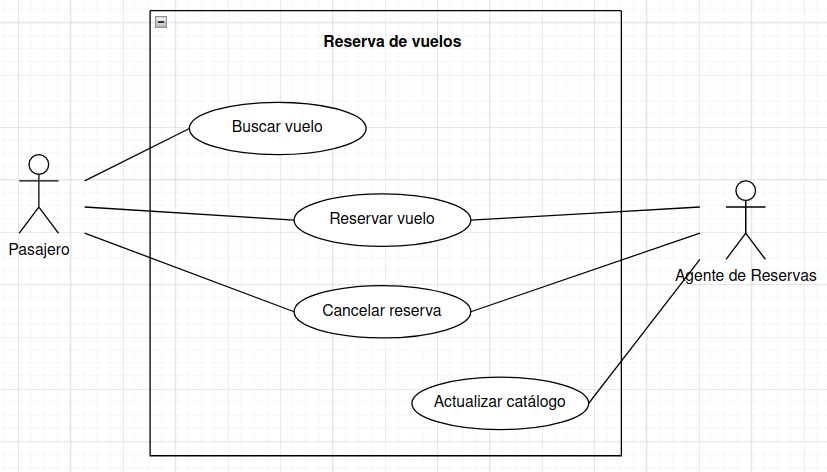 Reserva de vuelos
Buscar vuelo
Reservar vuelo
Pasajero
Agente de Reservas
Cancelar reserva
Actualizar catálogo